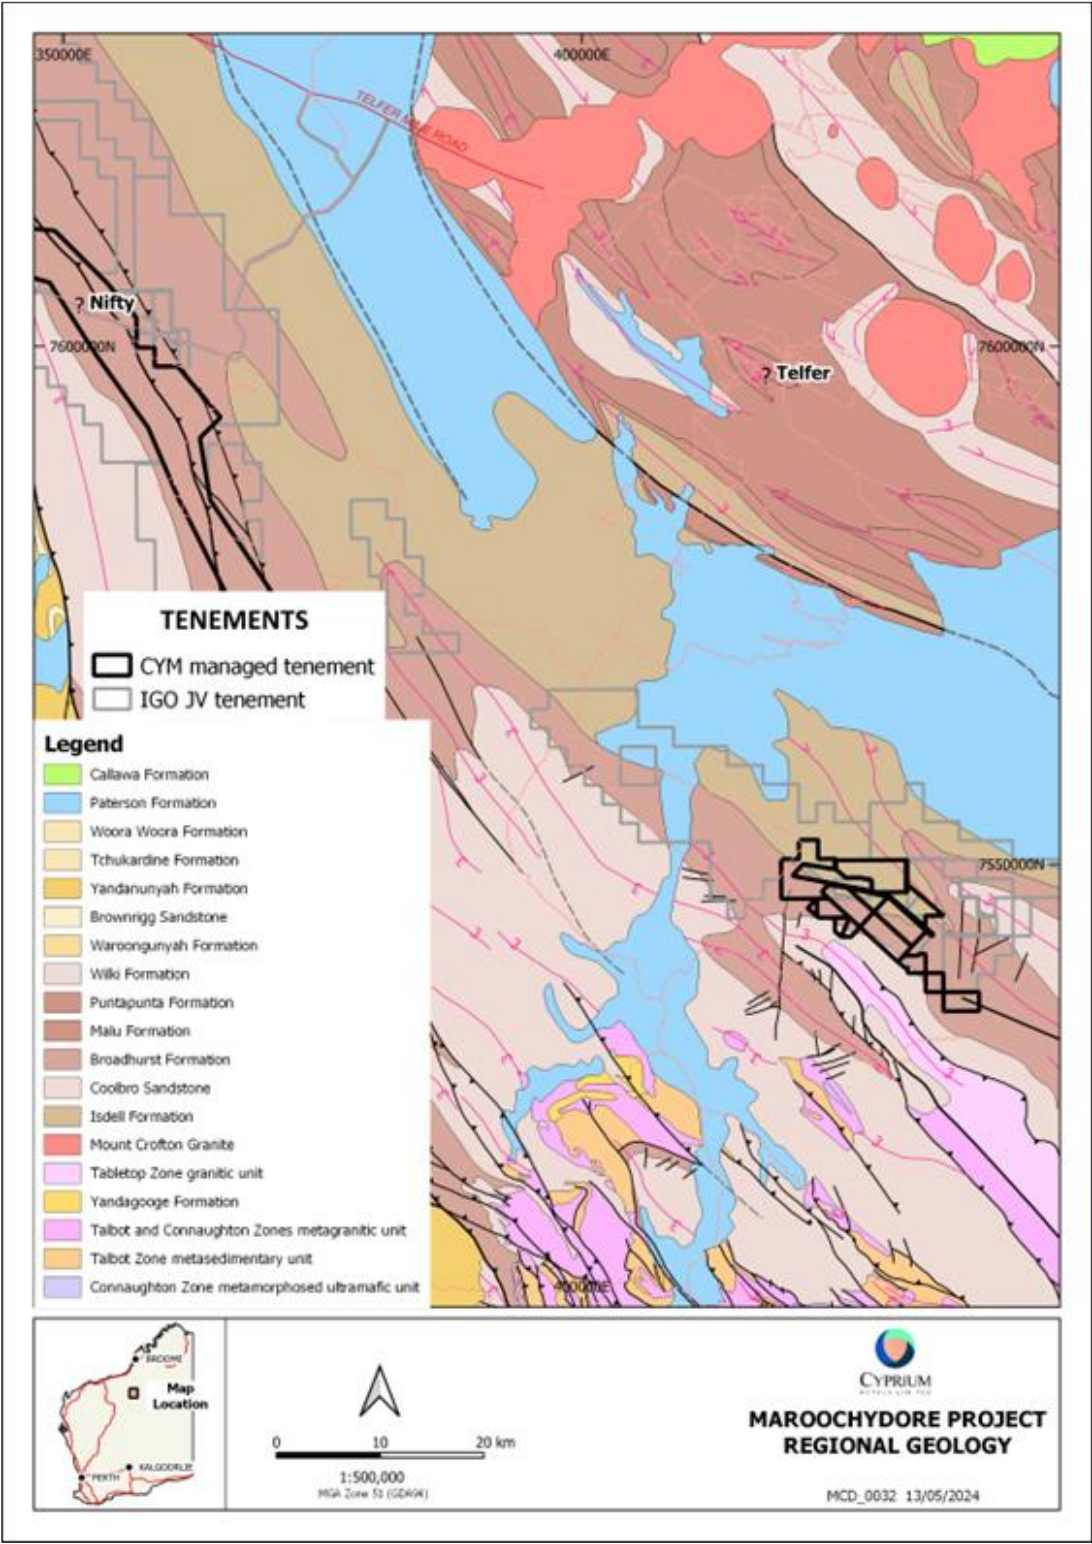 350000E
400000E
TELFER MINE ROAD
? Nifty
7600000N
7600000N
? Telfer
TENEMENTS
CYM managed tenement
IGO JV tenement
Legend
Callawa Formation
Paterson Formation
Woora Woora Formation
Tchukardine Formation
Yandanunyah Formation
Brownrigg Sandstone
Waroongunyah Formation
Wilki Formation
Puntapunta Formation
Malu Formation
Broadhurst Formation
Coolbro Sandstone
Isdell Formation
Mount Crofton Granite
Tabletop Zone granitic unit
Yandagooge Formation
Talbot and Connaughton Zones metagranitic unit
Talbot Zone metasedimentary unit
Connaughton Zone metamorphosed ultramafic unit
7550000N
400000E
BROOME
Map
Location
KALGOORLIE
PERTH
0 10 20 km
1:500,000
MGA Zone 51 (GDA94)
CYPRIUM
METALS LIMITED
MAROOCHYDORE PROJECT
REGIONAL GEOLOGY
MCD_0032 13/05/2024